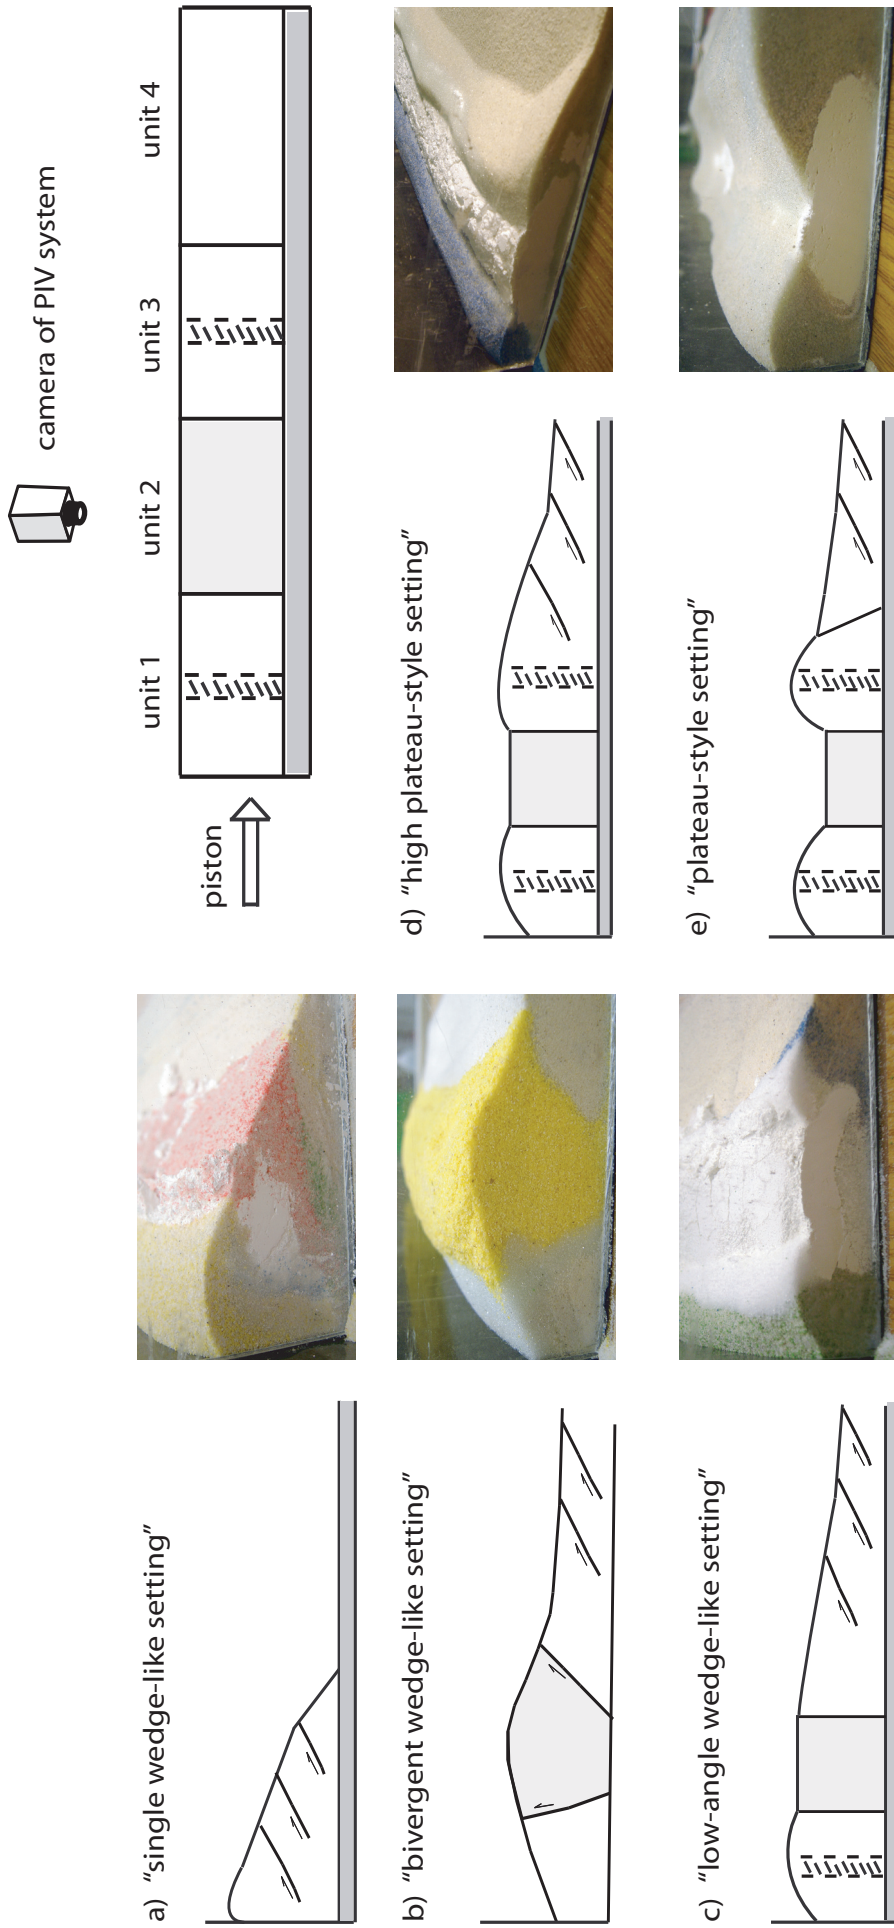 camera of PIV system
unit 1 unit 2 unit 3 unit 4
piston
a) “single wedge-like setting”
b) “bivergent wedge-like setting”
c) “low-angle wedge-like setting”
d) “high plateau-style setting”
e) “plateau-style setting”